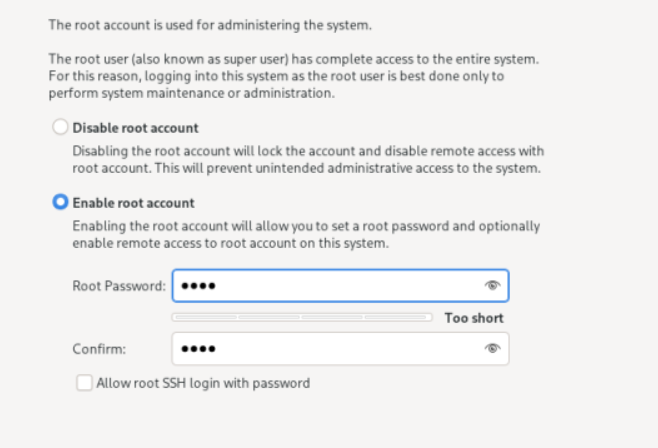 The root account is used for administering the system.
The root user (also known as super user) has complete access to the entire system.
For this reason, logging into this system as the root user is best done only to
perform system maintenance or administration.
Disable root account
Disabling the root account will lock the account and disable remote access with
root account. This will prevent unintended administrative access to the system.
Enable root account
Enabling the root account will allow you to set a root password and optionally
enable remote access to root account on this system.
Root Password: ••••
Too short
Confirm: ••••
Allow root SSH login with password